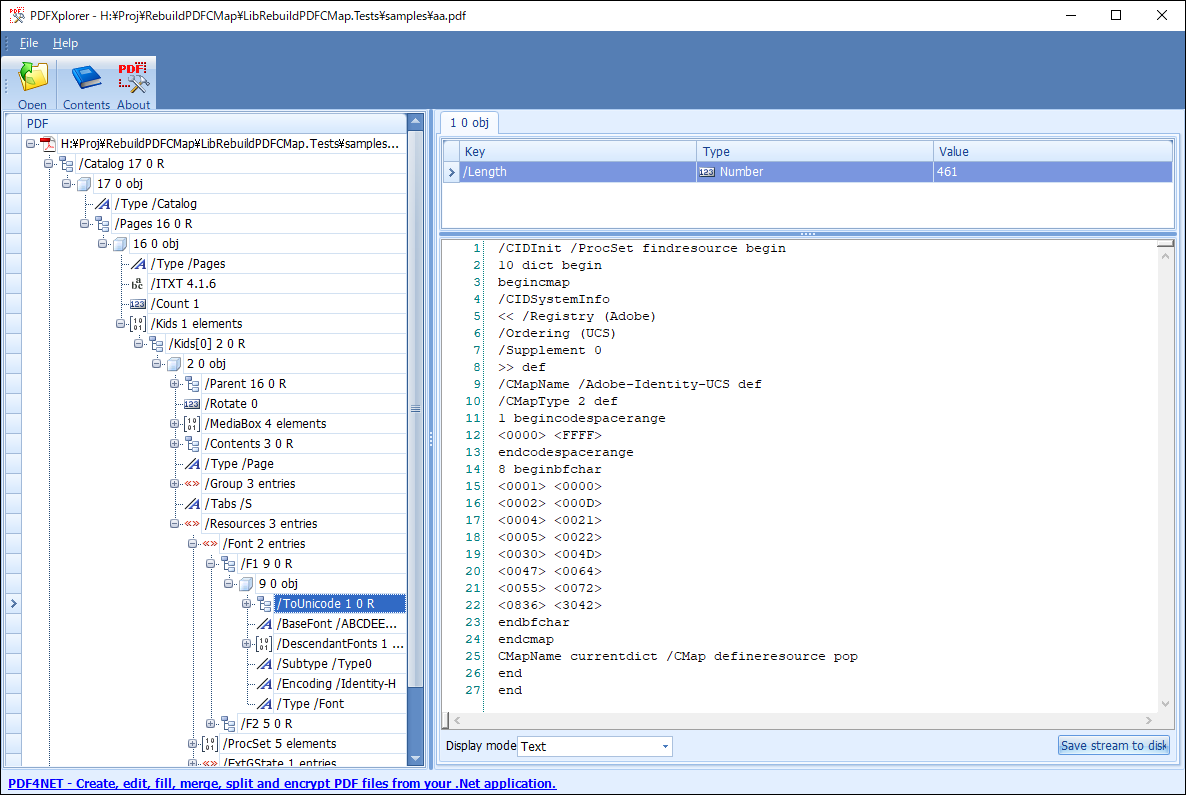 PDFXplorer - H:¥Proj¥RebuildPDFCMap¥LibRebuildPDFCMap.Tests¥samples¥aa.pdf
File Help
Open Contents About
PDF
H:¥Proj¥RebuildPDFCMap¥LibRebuildPDFCMap.Tests¥samples...
/Catalog 17 0 R
17 0 obj
/Type /Catalog
/Pages 16 0 R
16 0 obj
/Type /Pages
/ITXT 4.1.6
/Count 1
/Kids 1 elements
/Kids[0] 2 0 R
2 0 obj
/Parent 16 0 R
/Rotate 0
/MediaBox 4 elements
/Contents 3 0 R
/Type /Page
/Group 3 entries
/Tabs /S
/Resources 3 entries
/Font 2 entries
/F1 9 0 R
9 0 obj
/ToUnicode 1 0 R
/BaseFont /ABCDEE...
/DescendantFonts 1 ...
/Subtype /Type0
/Encoding /Identity-H
/Type /Font
/F2 5 0 R
/ProcSet 5 elements
/ExtGState 1 entries
1 0 obj
Key Type Value
/Length Number 461
1 /CIDInit /ProcSet findresource begin
2 10 dict begin
3 begincmap
4 /CIDSystemInfo
5 << /Registry (Adobe)
6 /Ordering (UCS)
7 /Supplement 0
8 >> def
9 /CMapName /Adobe-Identity-UCS def
10 /CMapType 2 def
11 1 begincodespacerange
12 <0000> <FFFF>
13 endcodespacerange
14 8 beginbfchar
15 <0001> <0000>
16 <0002> <000D>
17 <0004> <0021>
18 <0005> <0022>
19 <0030> <004D>
20 <0047> <0064>
21 <0055> <0072>
22 <0836> <3042>
23 endbfchar
24 endcmap
25 CMapName currentdict /CMap defineresource pop
26 end
27 end
Display mode Text
Save stream to disk
PDF4NET - Create, edit, fill, merge, split and encrypt PDF files from your .Net application.